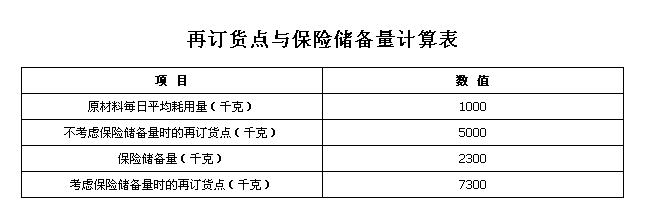 再订货点与保险储备量计算表
项 目 数 值
原材料每日平均耗用量(千克) 1000
不考虑保险储备量时的再订货点(千克) 5000
保险储备量(千克) 2300
考虑保险储备量时的再订货点(千克) 7300